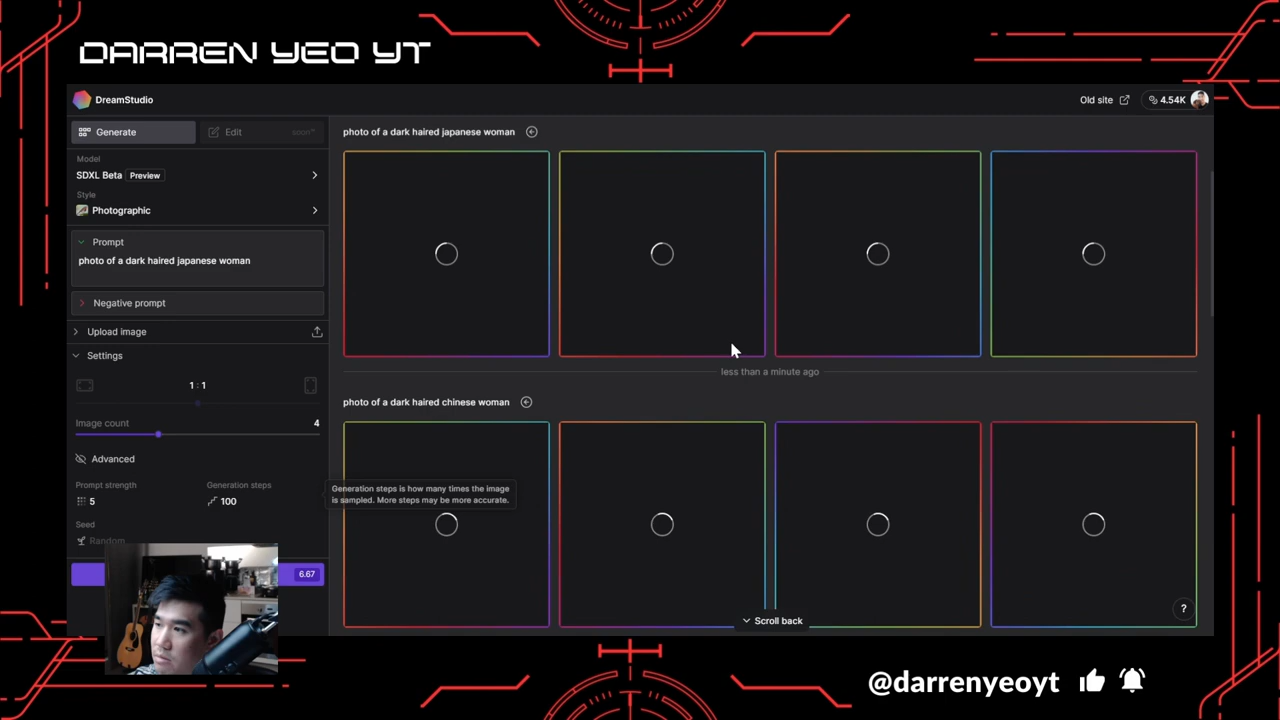 DARREN YEO YT
DreamStudio
Old site
4.54K
Generate
Edit
soon™
Model
SDXL Beta Preview
Style
Photographic
Prompt
photo of a dark haired japanese woman
Negative prompt
Upload image
Settings
1 : 1
Image count
4
Advanced
Prompt strength
Generation steps
5
100
Seed
Random
6.67
photo of a dark haired japanese woman
less than a minute ago
photo of a dark haired chinese woman
Generation steps is how many times the image
is sampled. More steps may be more accurate.
Scroll back
?
@darrenyeoyt